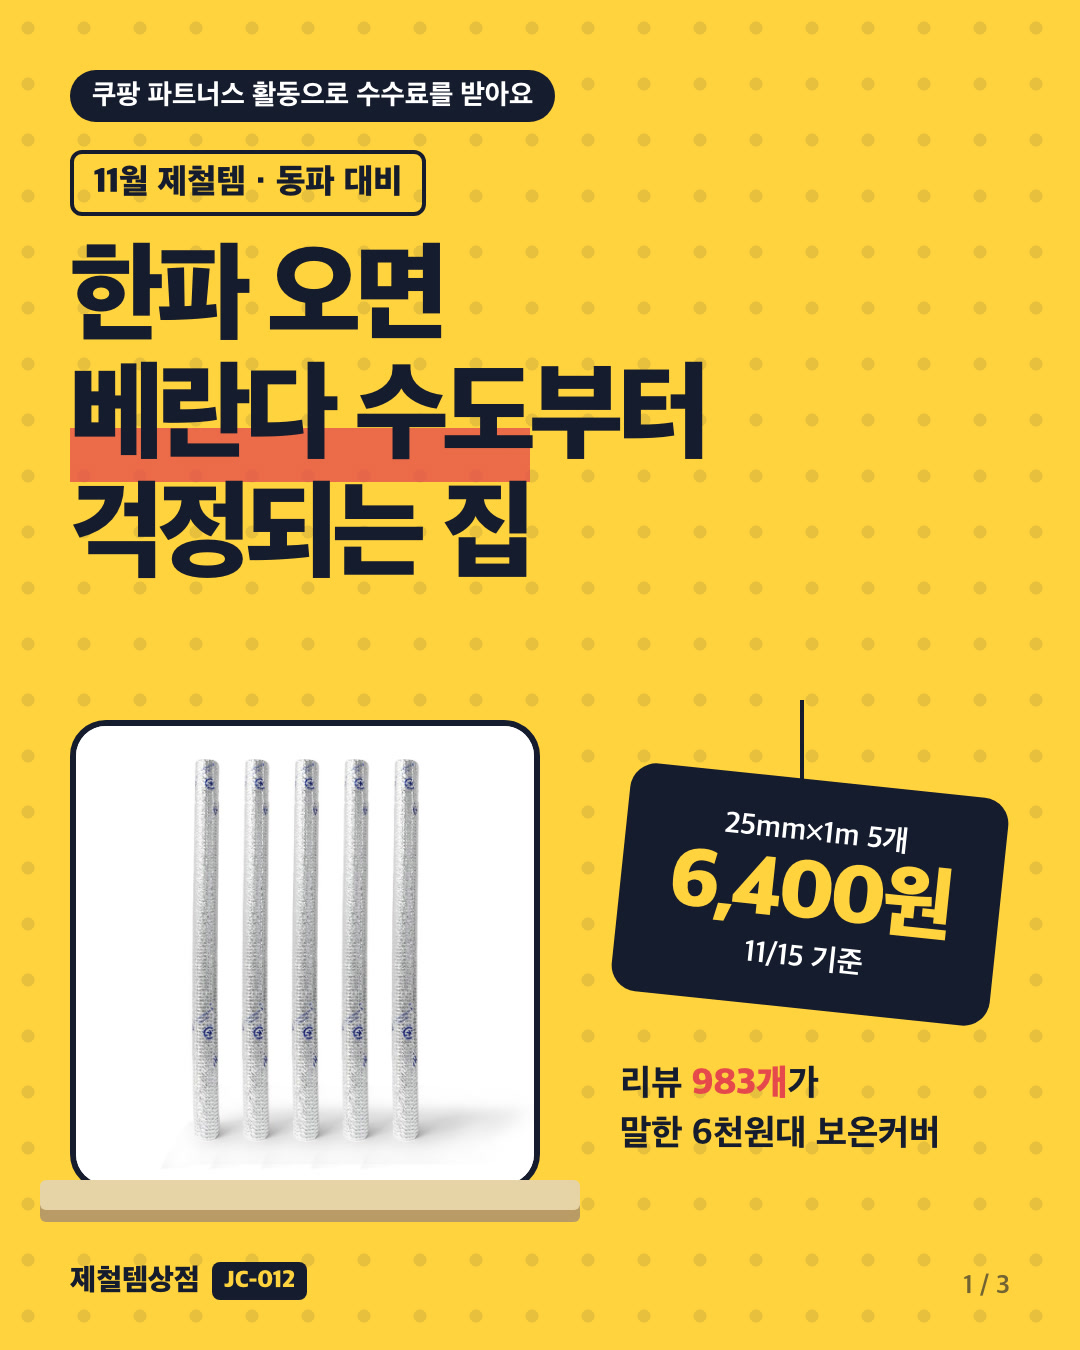 쿠팡 파트너스 활동으로 수수료를 받아요
11월 제철템 · 동파 대비
한파 오면
베란다 수도부터
걱정되는 집
25mm×1m 5개
6,400원
11/15 기준
리뷰 983개가
말한 6천원대 보온커버
제철템상점 JC-012
1 / 3